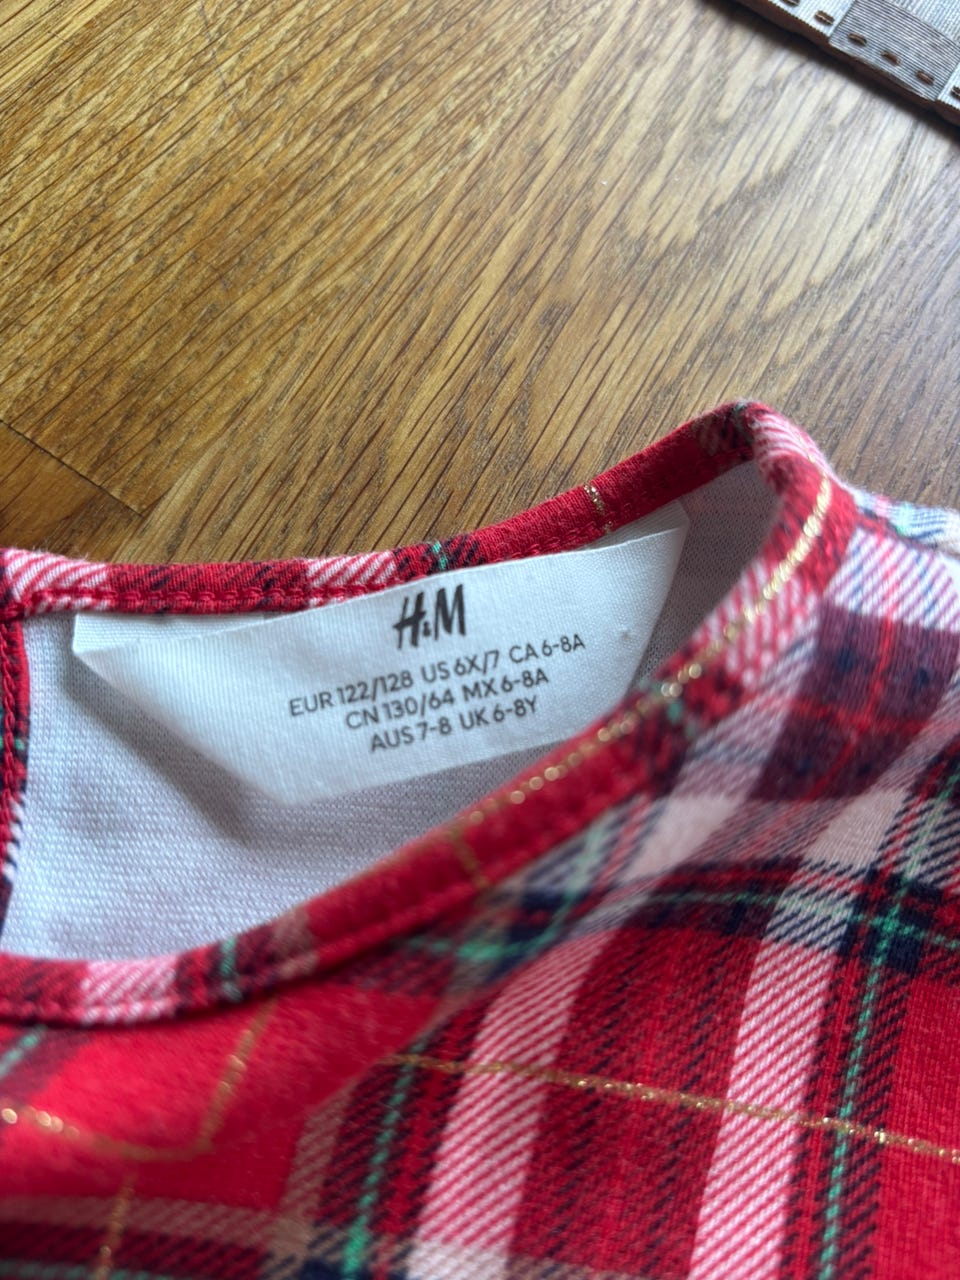 H&M
EUR 122/128 US 6X/7 CA 6-8A
CN 130/64 MX 6-8A
AUS 7-8 UK 6-8Y